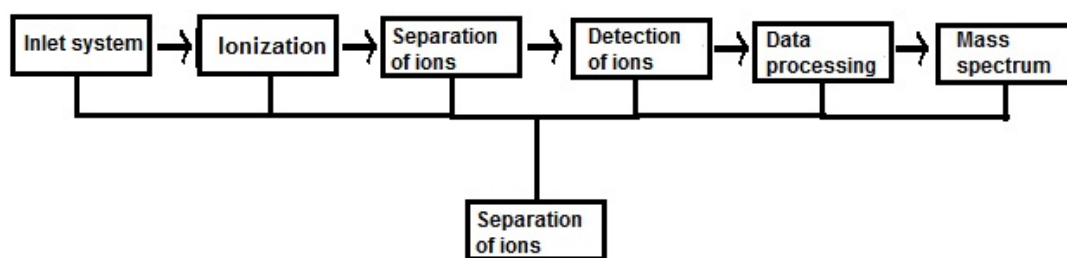 Inlet system
Ionization
Separation
of ions
Detection
of ions
Data
processing
Mass
spectrum
Separation
of ions